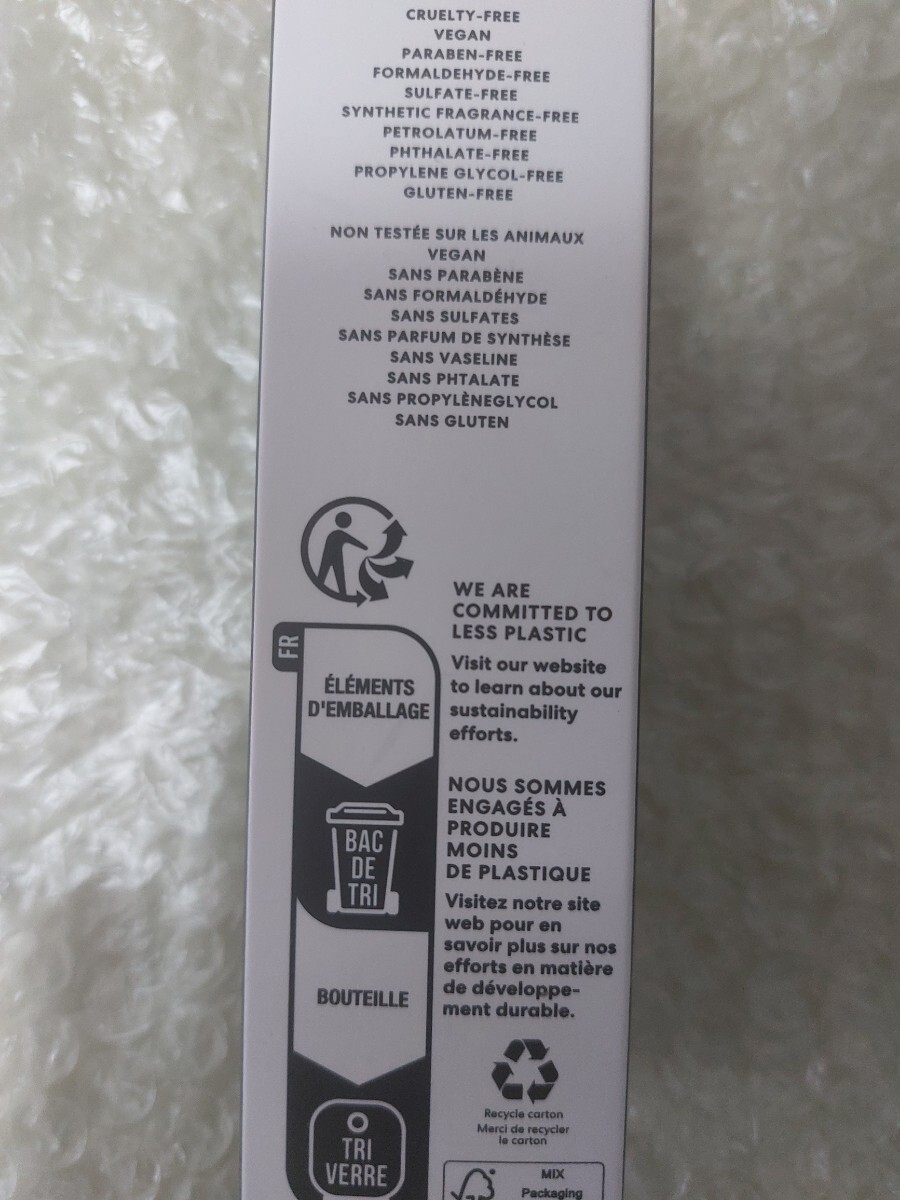 CRUELTY-FREE
VEGAN
PARABEN-FREE
FORMALDEHYDE-FREE
SULFATE-FREE
SYNTHETIC FRAGRANCE-FREE
PETROLATUM-FREE
PHTHALATE-FREE
PROPYLENE GLYCOL-FREE
GLUTEN-FREE
NON TESTÉE SUR LES ANIMAUX
VEGAN
SANS PARABÈNE
SANS FORMALDÉHYDE
SANS SULFATES
SANS PARFUM DE SYNTHÈSE
SANS VASELINE
SANS PHTALATE
SANS PROPYLÈNEGLYCOL
SANS GLUTEN
FR
ÉLÉMENTS
D'EMBALLAGE
BAC
DE
TRI
BOUTEILLE
TRI
VERRE
WE ARE
COMMITTED TO
LESS PLASTIC
Visit our website
to learn about our
sustainability
efforts.
NOUS SOMMES
ENGAGÉS À
PRODUIRE
MOINS
DE PLASTIQUE
Visitez notre site
web pour en
savoir plus sur nos
efforts en matière
de développe-
ment durable.
Recycle carton
Merci de recycler
le carton
MIX
Packaging